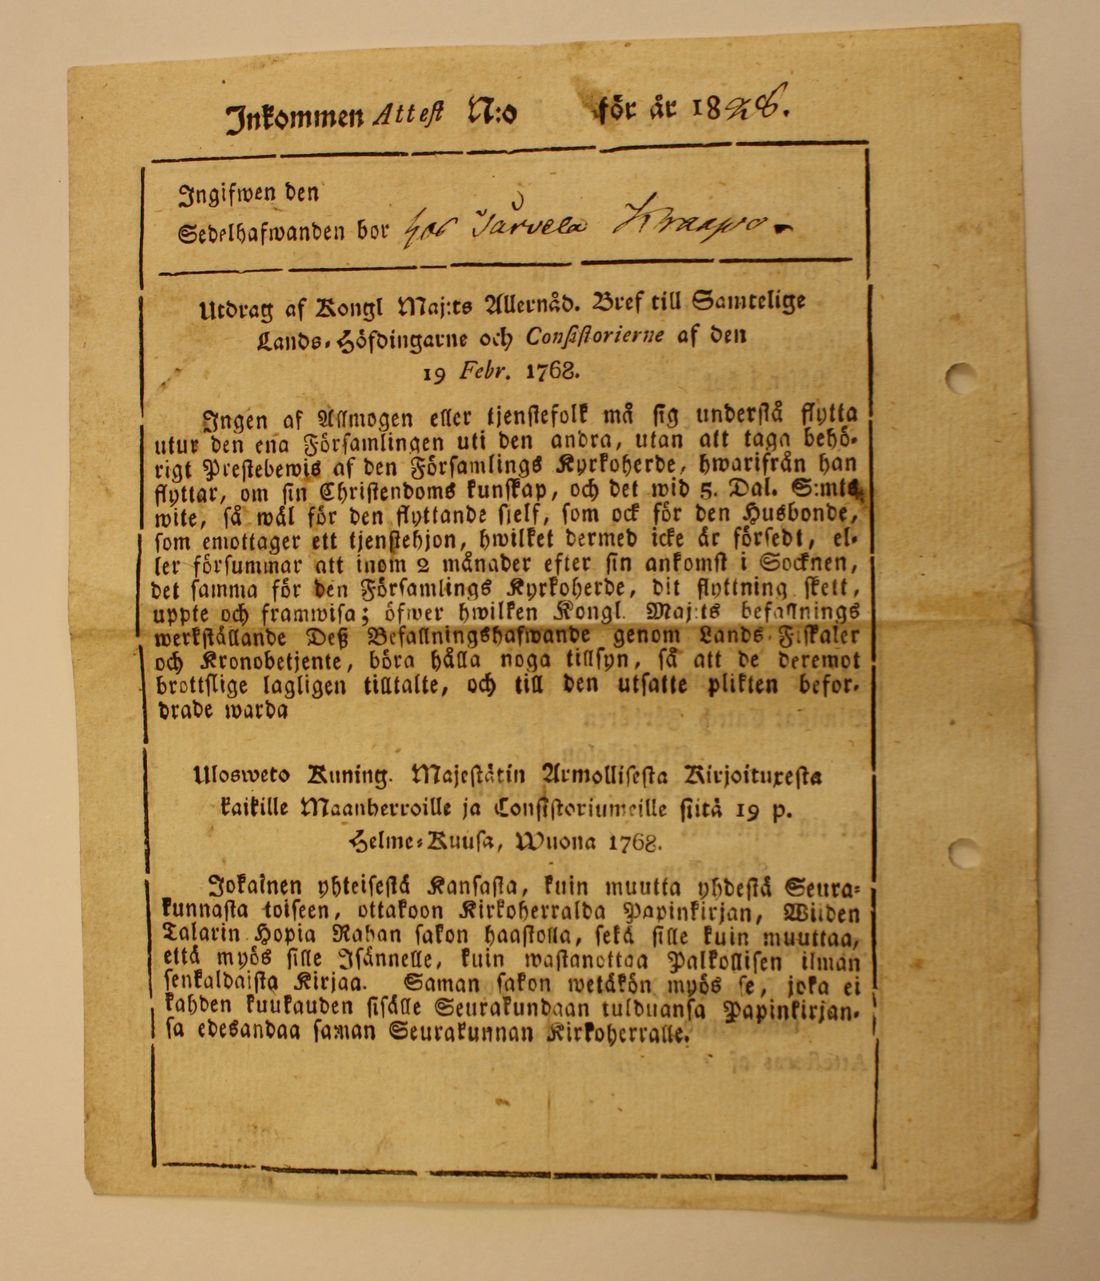 Inkommen Attest N:o för år 1828.
Ingifwen den
Sedelhafwanden bor hos Järvelä Kraapo.
Utdrag af Kongl Maj:ts Allernåd. Bref till Samtelige
Lands-Höfdingarne och Consistorierne af den
19 Febr. 1768.
Ingen af Allmogen eller tjenstefolk må sig understå flytta
utur den ena Församlingen uti den andra, utan att taga behö-
rigt Prestebewis af den Församlings Kyrkoherde, hwarifrån han
flyttar, om sin Christendoms kunskap, och det wid 5. Dal. S:mts
wite, så wäl för den flyttande sielf, som ock för den Husbonde,
som emottager ett tjenstehjon, hwilket dermed icke är försedt, el-
ler försummar att inom 2 månader efter sin ankomst i Socknen,
det samma för den Församlings Kyrkoherde, dit flyttning skett,
uppte och framwisa; öfwer hwilken Kongl. Maj:ts befallnings
werkställande Deß Befallningshafwande genom Lands-Fiskaler
och Kronobetjente, böra hålla noga tillsyn, så att de deremot
brottslige lagligen tilltalte, och till den utsatte plikten befor-
drade warda
Ulosweto Kuning. Majestätin Armollisesta Kirjoituxesta
kaikille Maanherroille ja Consistoriumeille siitä 19 p.
Helme-Kuusa, Wuona 1768.
Jokainen yhteisestä Kansasta, kuin muutta yhdestä Seura-
kunnasta toiseen, ottakoon Kirkoherralda Papinkirjan, Wiiden
Talarin Hopia Rahan sakon haastolla, sekä sille kuin muuttaa,
että myös sille Isännelle, kuin wastanottaa Palkollisen ilman
senkaldaista Kirjaa. Saman sakon wetäkön myös se, joka ei
kahden kuukauden sisälle Seurakundaan tulduansa Papinkirjan-
sa edesandaa saman Seurakunnan Kirkoherralle.